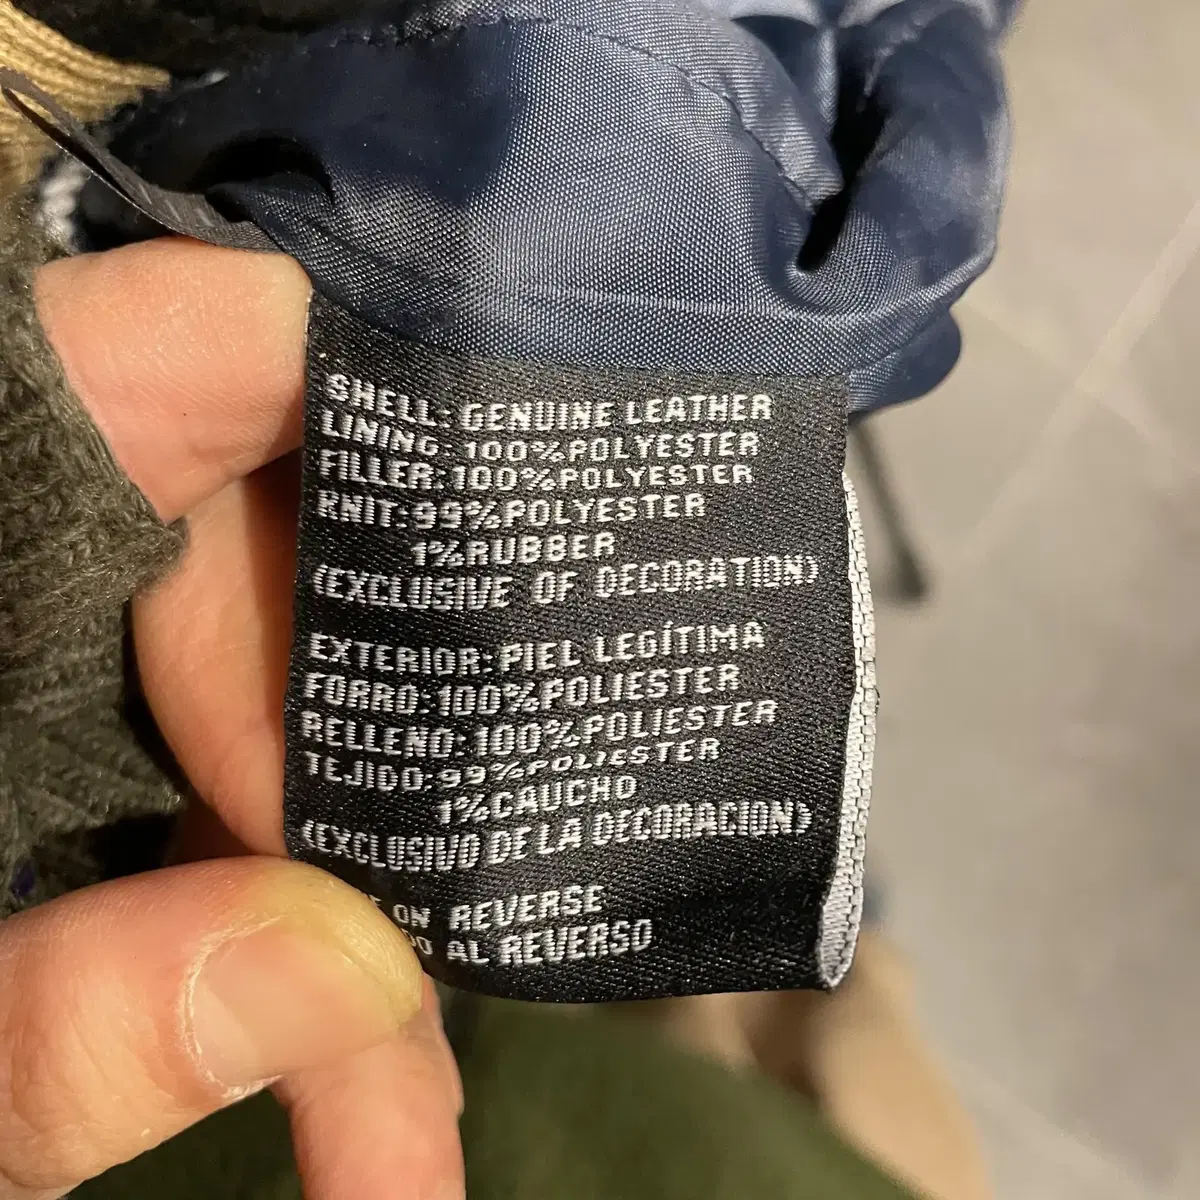 SHELL: GENUINE LEATHER
LINING: 100%POLYESTER
FILLER:100%POLYESTER
KNIT:99%POLYESTER
1%RUBBER
(EXCLUSIVE OF DECORATION)
EXTERIOR:PIEL LEGÍTIMA
FORRO:100%POLIESTER
RELLENO:100%POLIESTER
TEJIDO:99%POLIESTER
1%CAUCHO
(EXCLUSIVO DE LA DECORACION)
ON REVERSE
AL REVERSO